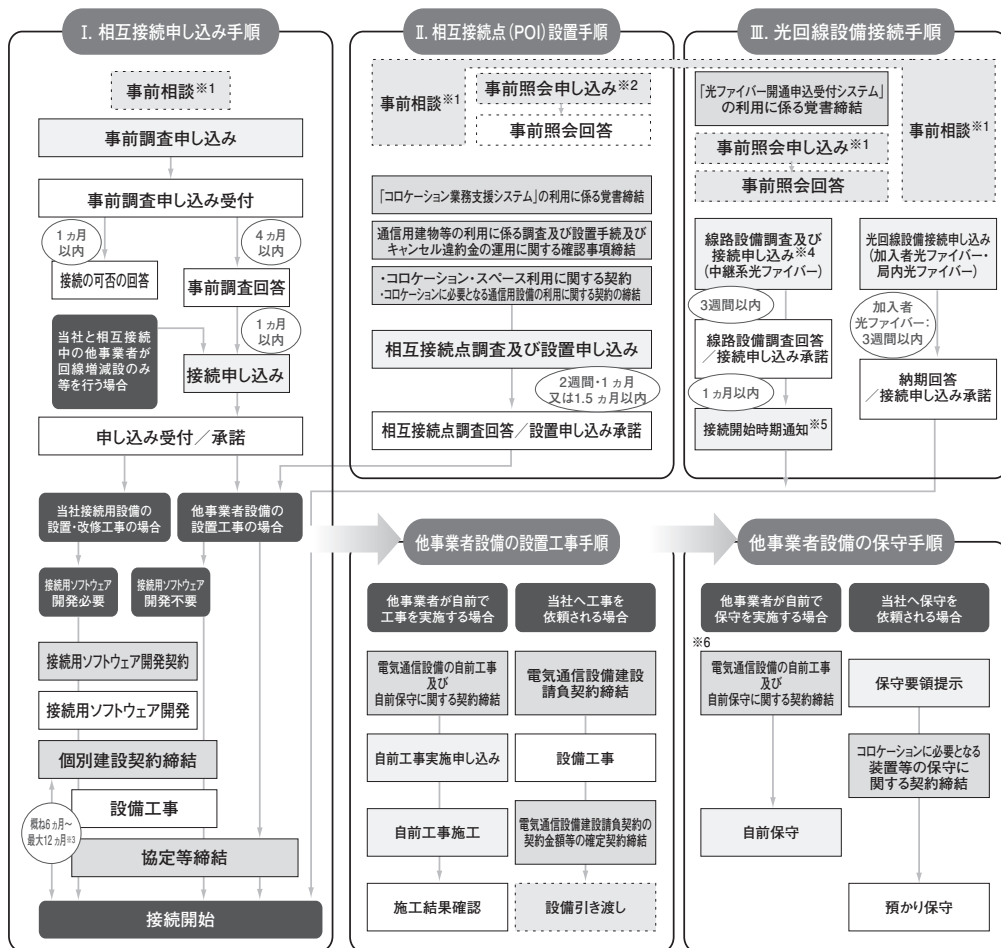 Ⅰ. 相互接続申し込み手順
事前相談※1
事前調査申し込み
事前調査申し込み受付
1ヵ月
以内
4ヵ月
以内
接続の可否の回答
事前調査回答
1ヵ月
以内
当社と相互接続
中の他事業者が
回線増減設のみ
等を行う場合
接続申し込み
申し込み受付／承諾
当社接続用設備の
設置・改修工事の場合
他事業者設備の
設置工事の場合
接続用ソフトウェア
開発必要
接続用ソフトウェア
開発不要
接続用ソフトウェア開発契約
接続用ソフトウェア開発
個別建設契約締結
設備工事
概ね6ヵ月～
最大12ヵ月※3
協定等締結
接続開始
Ⅱ. 相互接続点(POI)設置手順
事前相談※1
事前照会申し込み※2
事前照会回答
「コロケーション業務支援システム」の利用に係る覚書締結
通信用建物等の利用に係る調査及び設置手続及び
キャンセル違約金の運用に関する確認事項締結
・コロケーション・スペース利用に関する契約
・コロケーションに必要となる通信用設備の利用に関する契約の締結
相互接続点調査及び設置申し込み
2週間・1ヵ月
又は1.5ヵ月以内
相互接続点調査回答／設置申し込み承諾
Ⅲ. 光回線設備接続手順
「光ファイバー開通申込受付システム」
の利用に係る覚書締結
事前相談※1
事前照会申し込み※1
事前照会回答
線路設備調査及び
接続申し込み※4
(中継系光ファイバー)
3週間以内
線路設備調査回答
／接続申し込み承諾
1ヵ月以内
接続開始時期通知※5
光回線設備接続申し込み
(加入者光ファイバー・
局内光ファイバー)
加入者
光ファイバー：
3週間以内
納期回答
／接続申し込み承諾
他事業者設備の設置工事手順
他事業者が自前で
工事を実施する場合
当社へ工事を
依頼される場合
電気通信設備の自前工事
及び
自前保守に関する契約締結
電気通信設備建設
請負契約締結
自前工事実施申し込み
設備工事
自前工事施工
電気通信設備建設請負契約の
契約金額等の確定契約締結
施工結果確認
設備引き渡し
他事業者設備の保守手順
他事業者が自前で
保守を実施する場合
当社へ保守を
依頼される場合
※6
電気通信設備の自前工事
及び
自前保守に関する契約締結
保守要領提示
コロケーションに必要となる
装置等の保守に
関する契約締結
自前保守
預かり保守